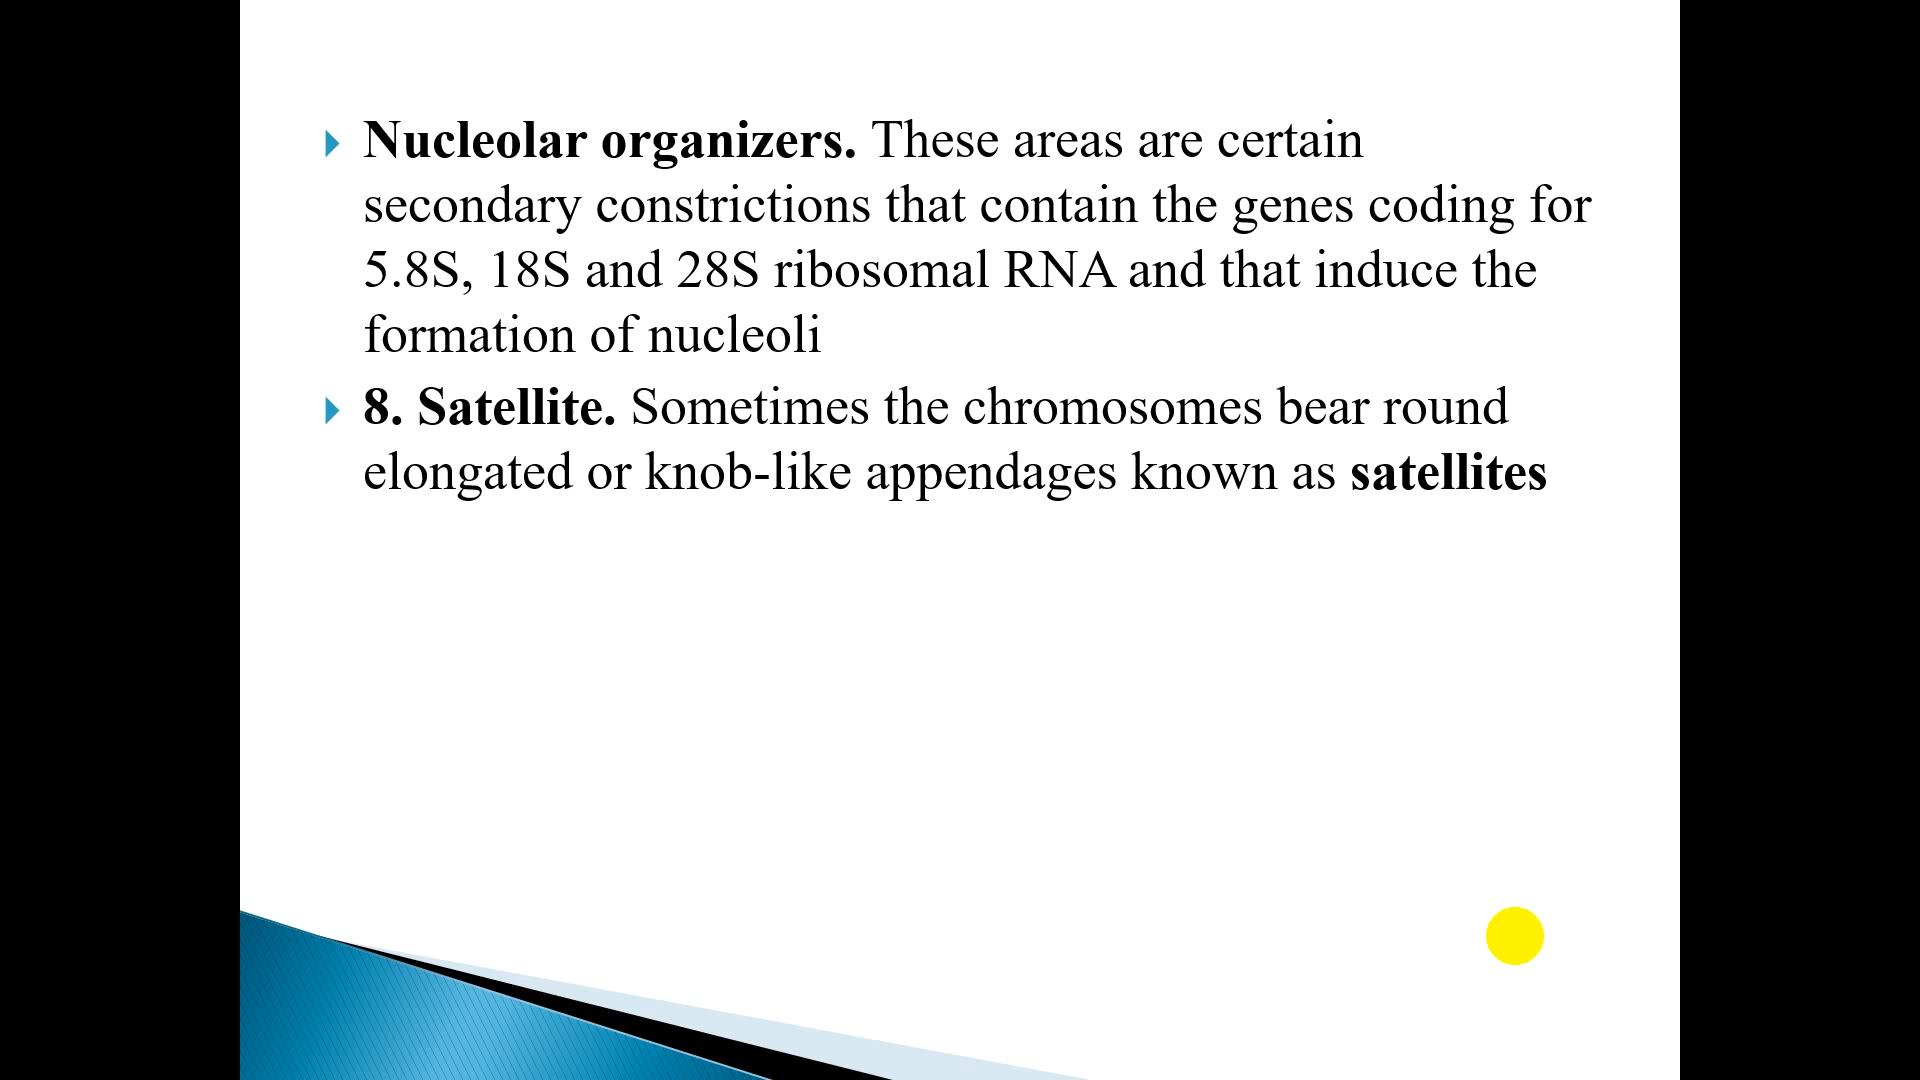 Nucleolar organizers. These areas are certain
secondary constrictions that contain the genes coding for
5.8S, 18S and 28S ribosomal RNA and that induce the
formation of nucleoli
8. Satellite. Sometimes the chromosomes bear round
elongated or knob-like appendages known as satellites